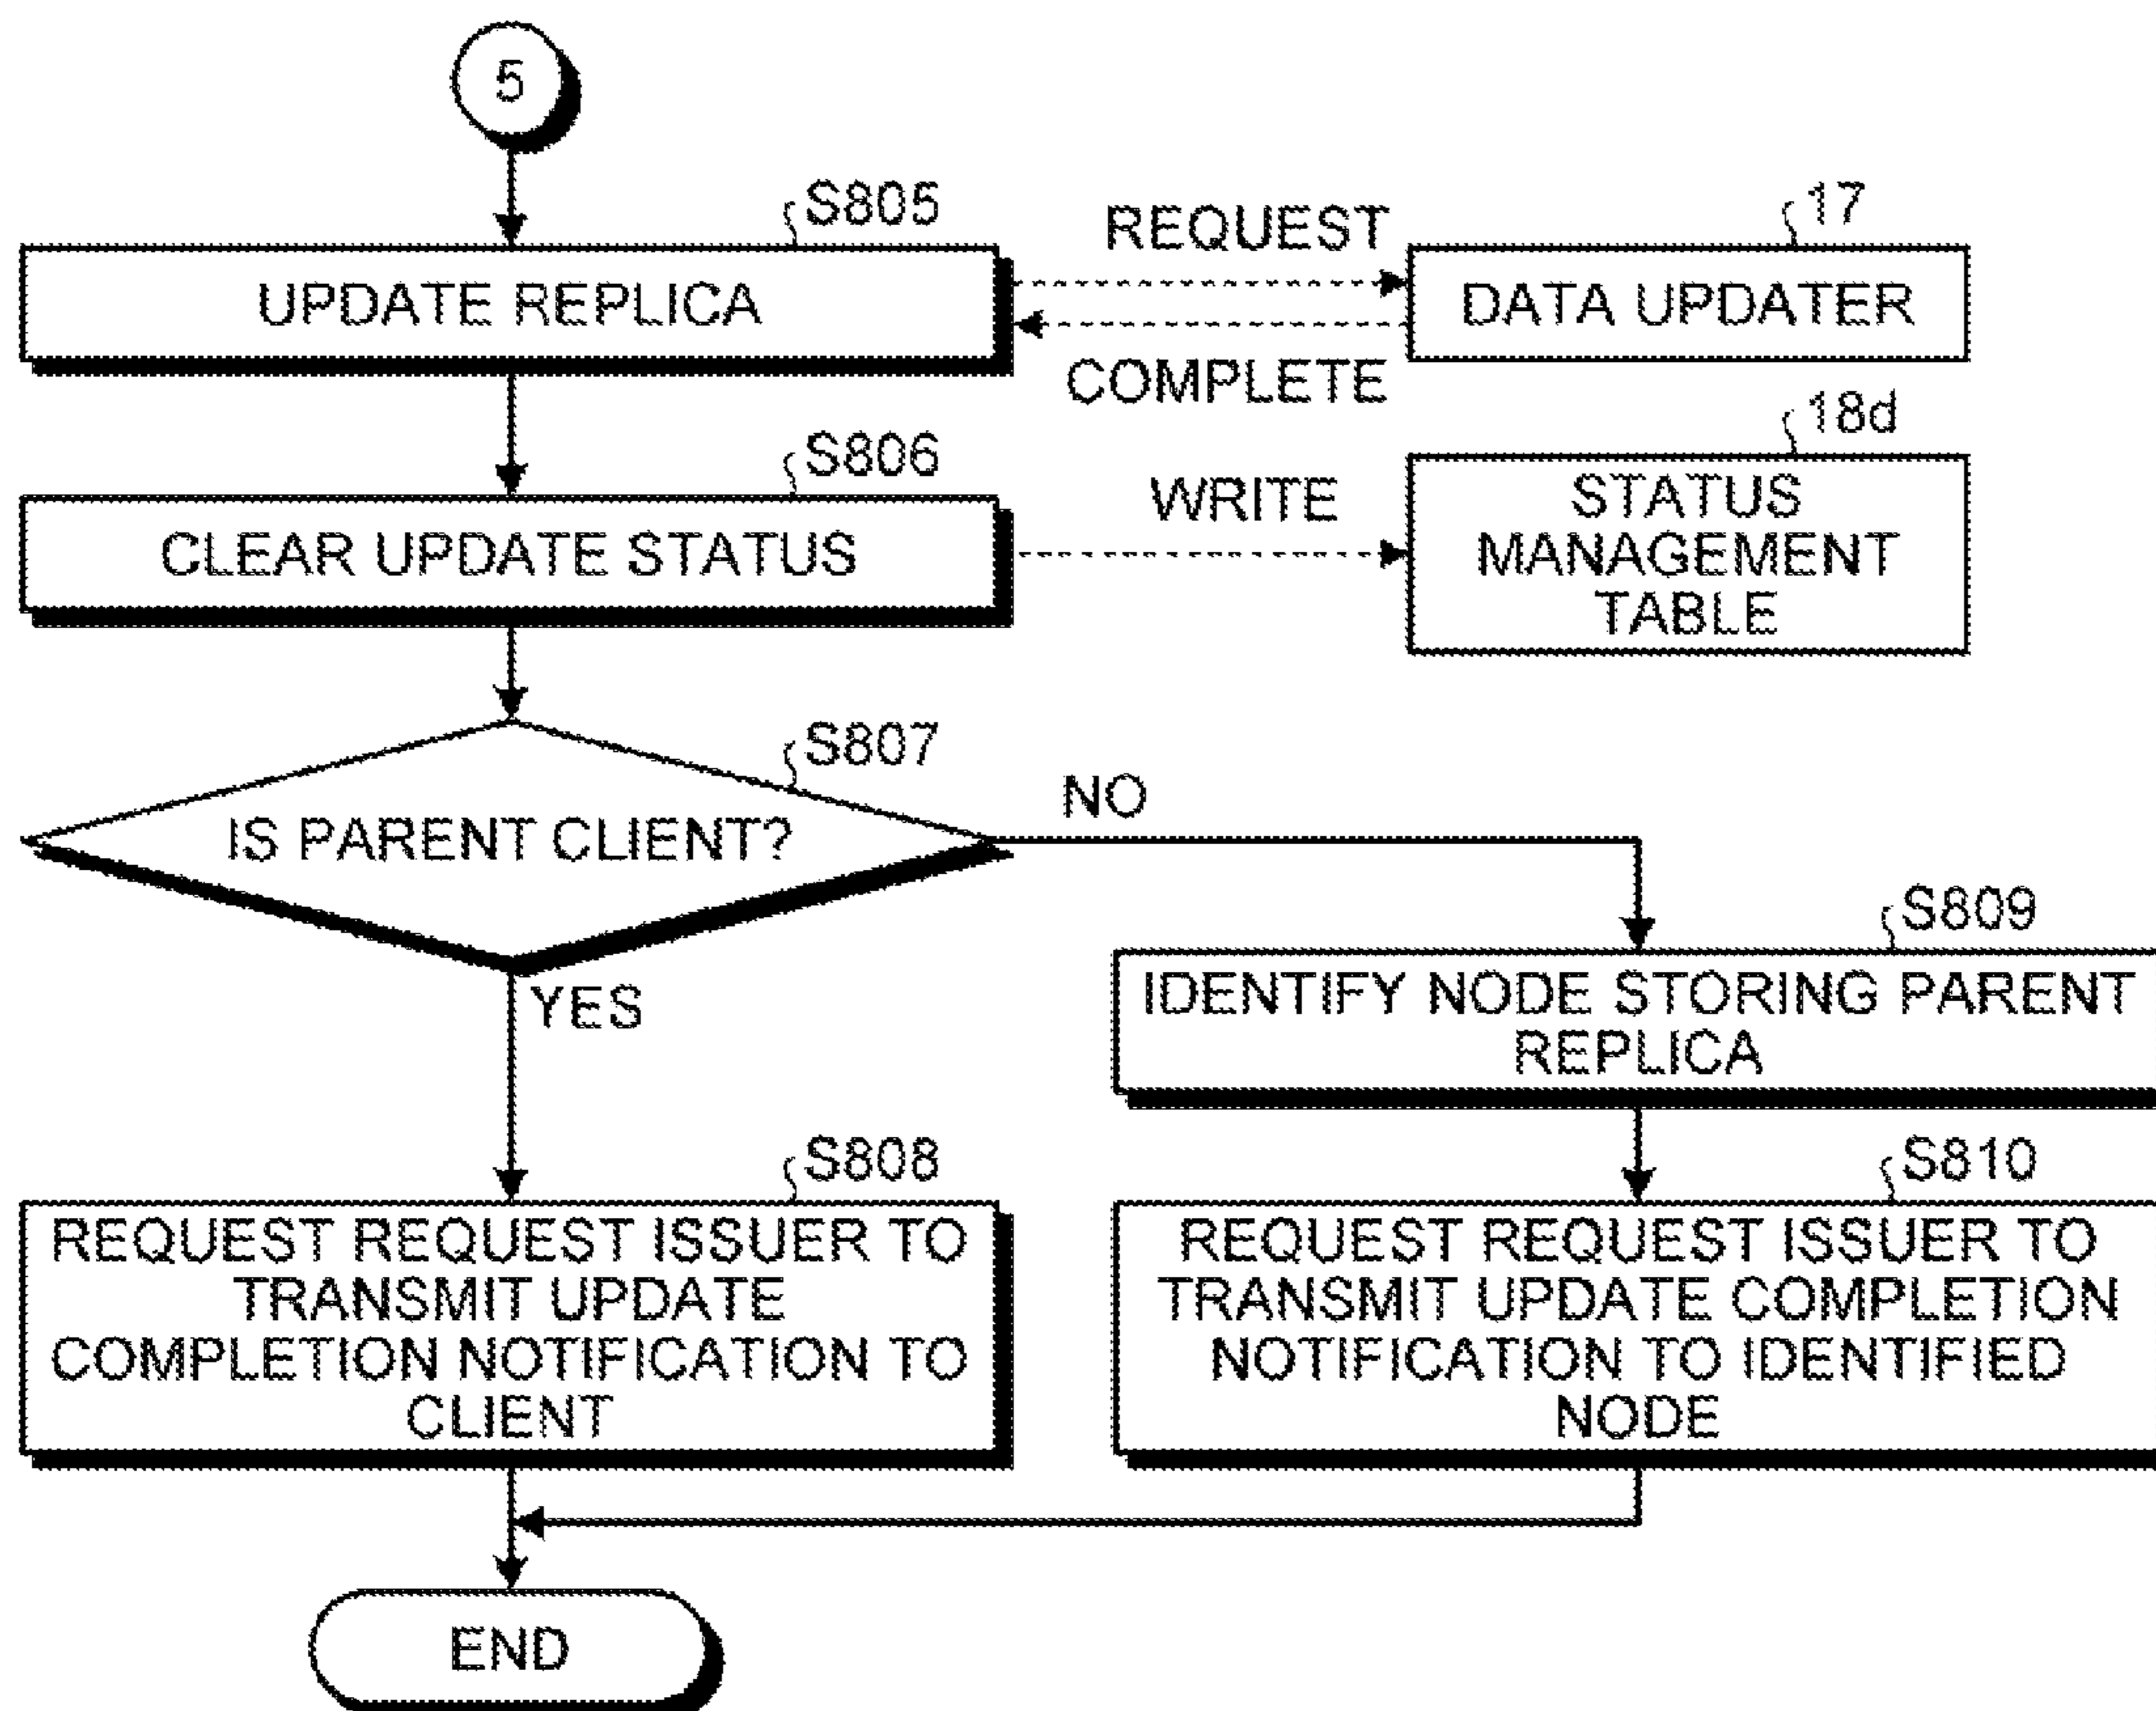 5
S805
REQUEST
17
UPDATE REPLICA
DATA UPDATER
COMPLETE
18d
S806
WRITE
STATUS
MANAGEMENT
TABLE
CLEAR UPDATE STATUS
S807
NO
IS PARENT CLIENT?
YES
S809
IDENTIFY NODE STORING PARENT
REPLICA
S808
REQUEST REQUEST ISSUER TO
TRANSMIT UPDATE
COMPLETION NOTIFICATION TO
CLIENT
S810
REQUEST REQUEST ISSUER TO
TRANSMIT UPDATE COMPLETION
NOTIFICATION TO IDENTIFIED
NODE
END